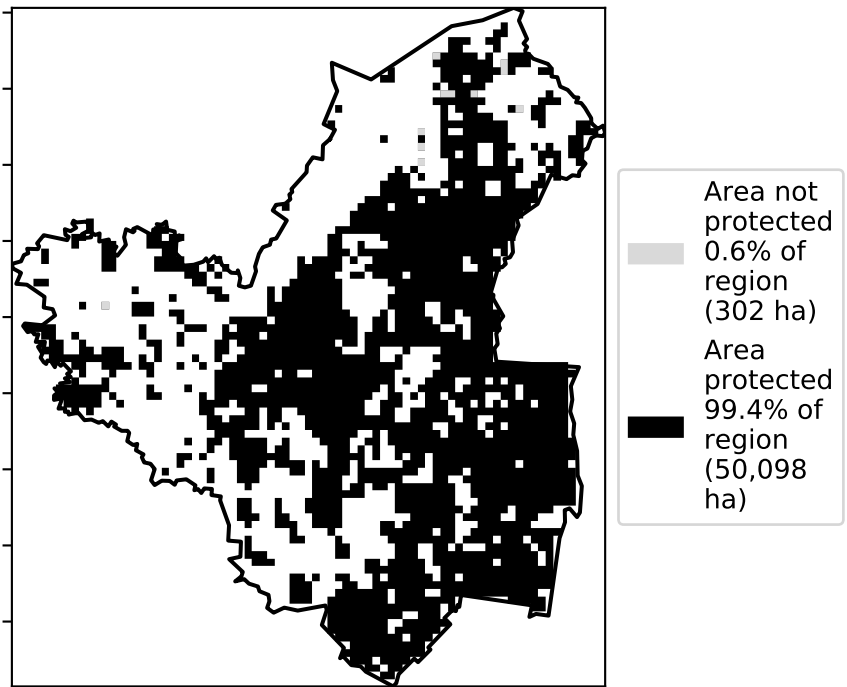 Area not
protected
0.6% of
region
(302 ha)
Area
protected
99.4% of
region
(50,098
ha)